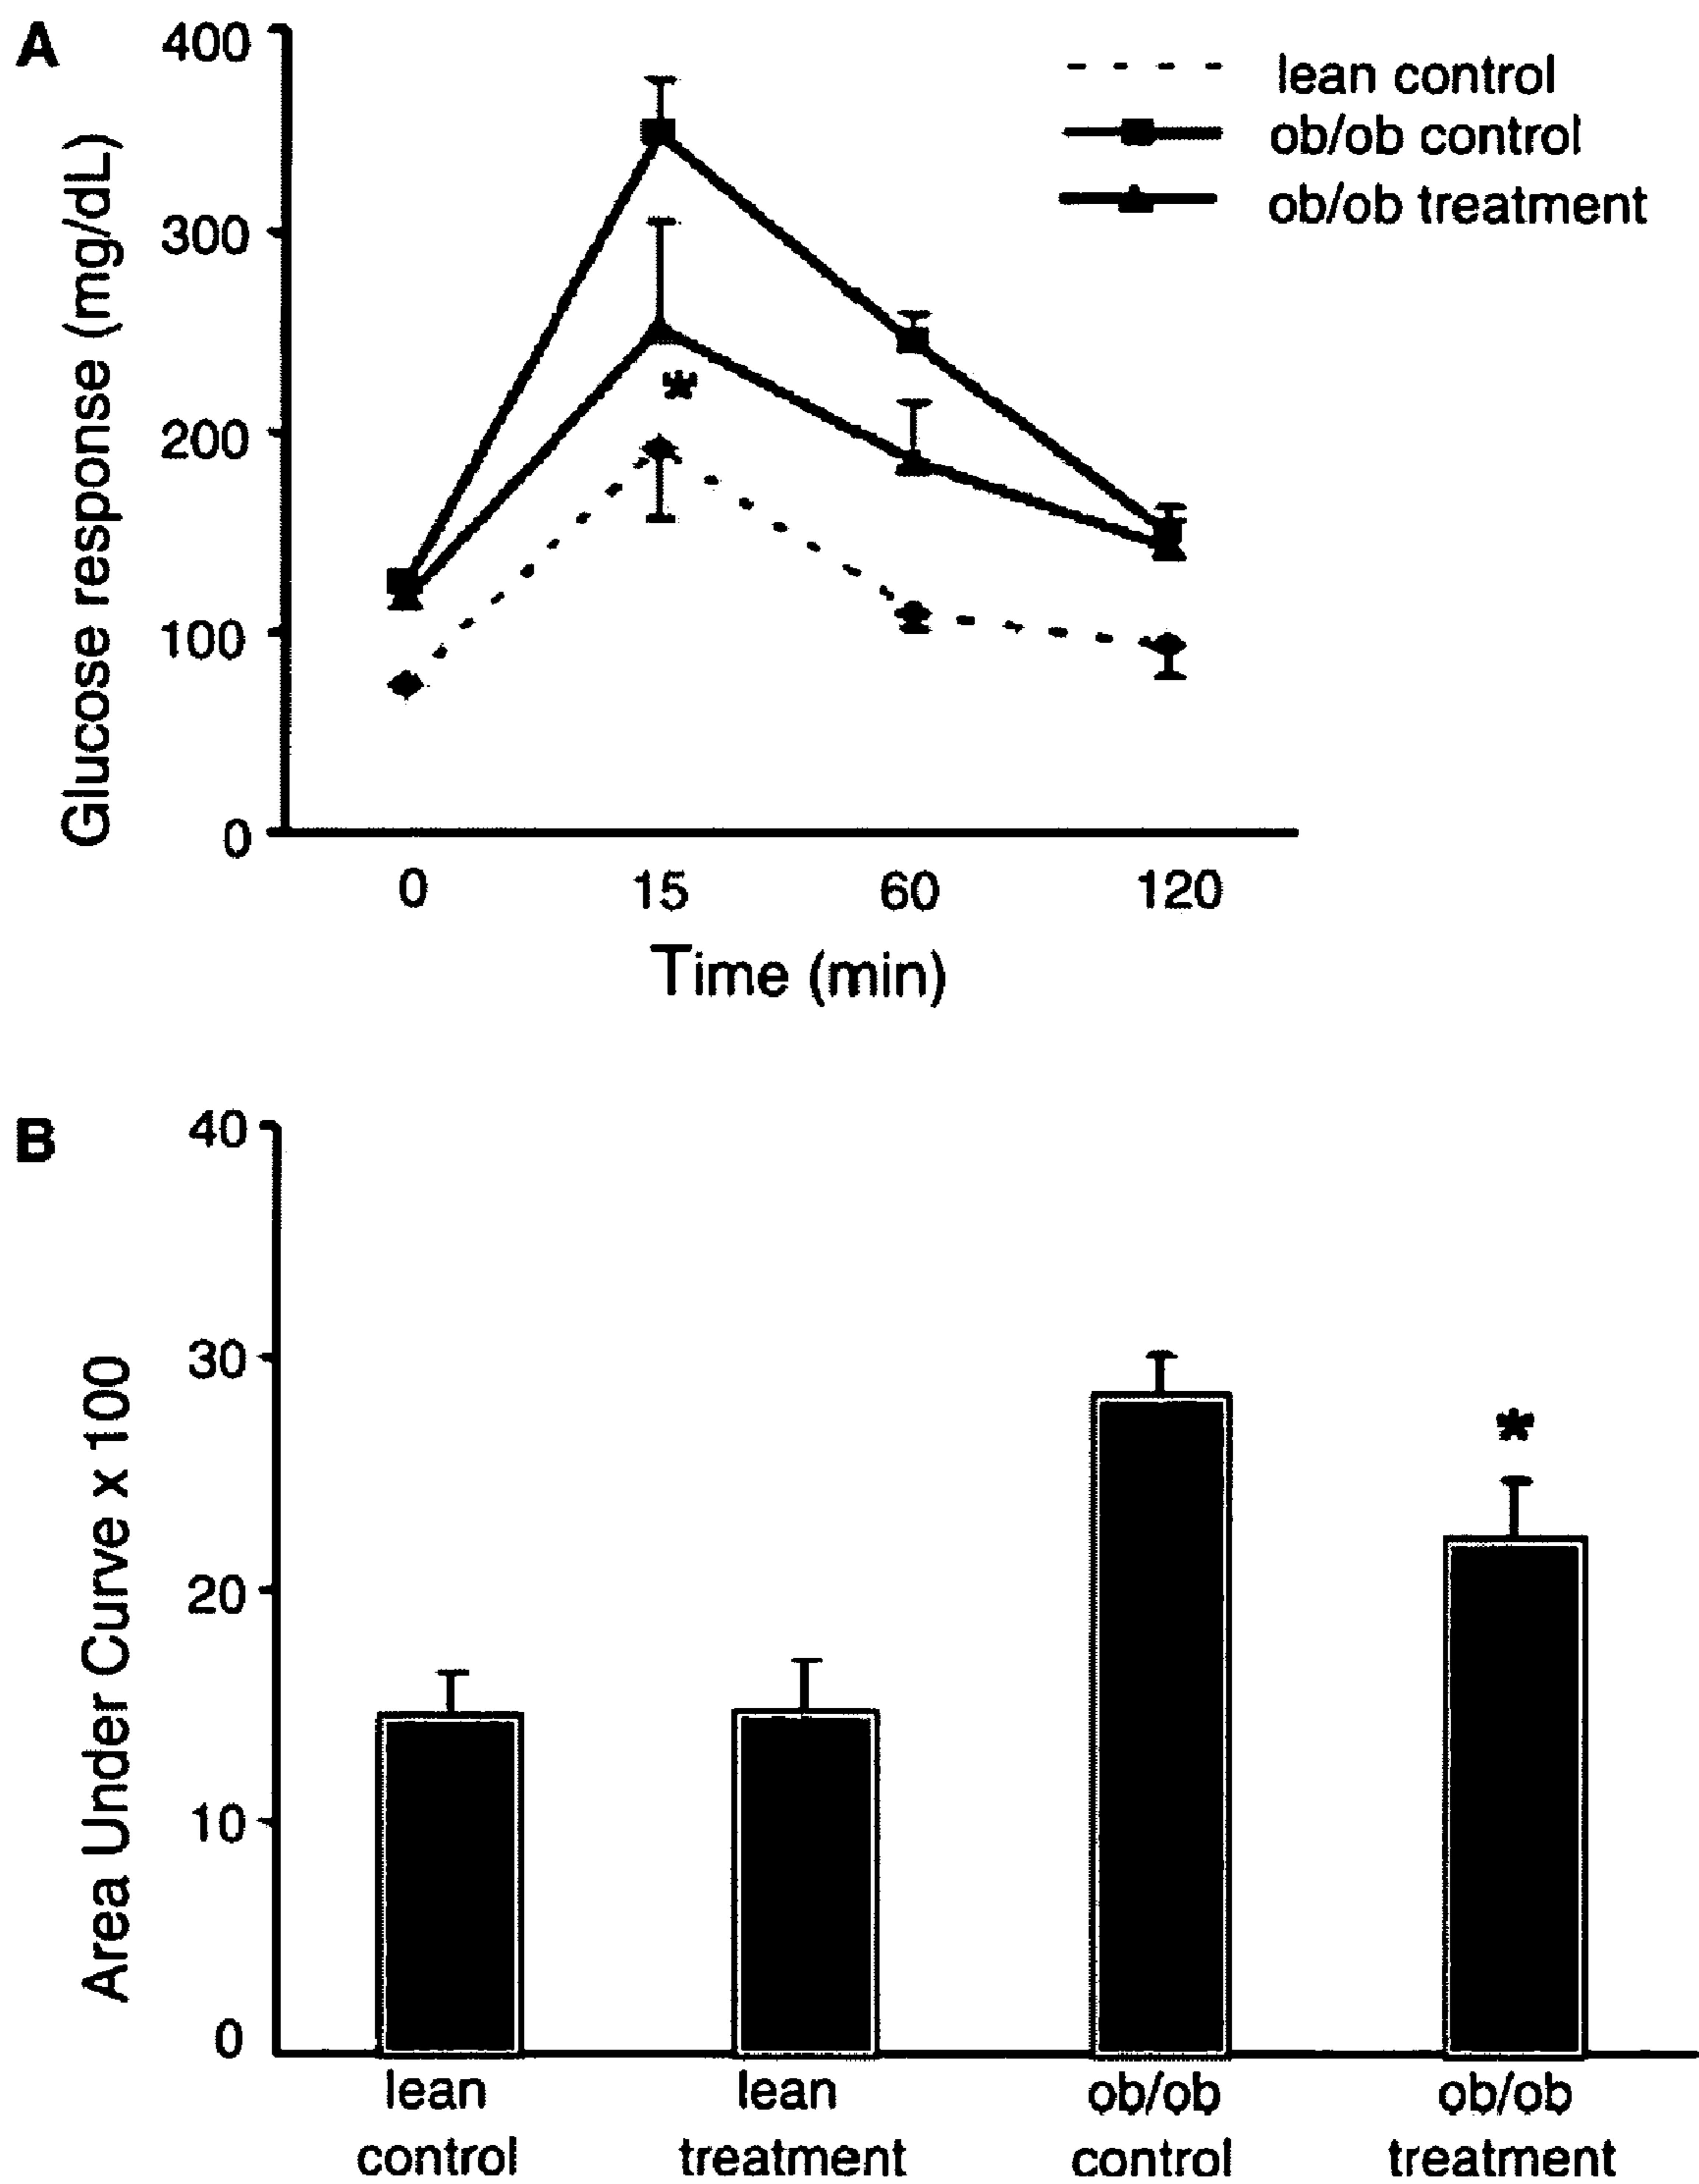 A
400
300
200
100
0
Glucose response (mg/dL)
lean control
ob/ob control
ob/ob treatment
*
0 15 60 120
Time (min)
B
40
30
20
10
0
Area Under Curve x 100
*
lean control
lean treatment
ob/ob control
ob/ob treatment